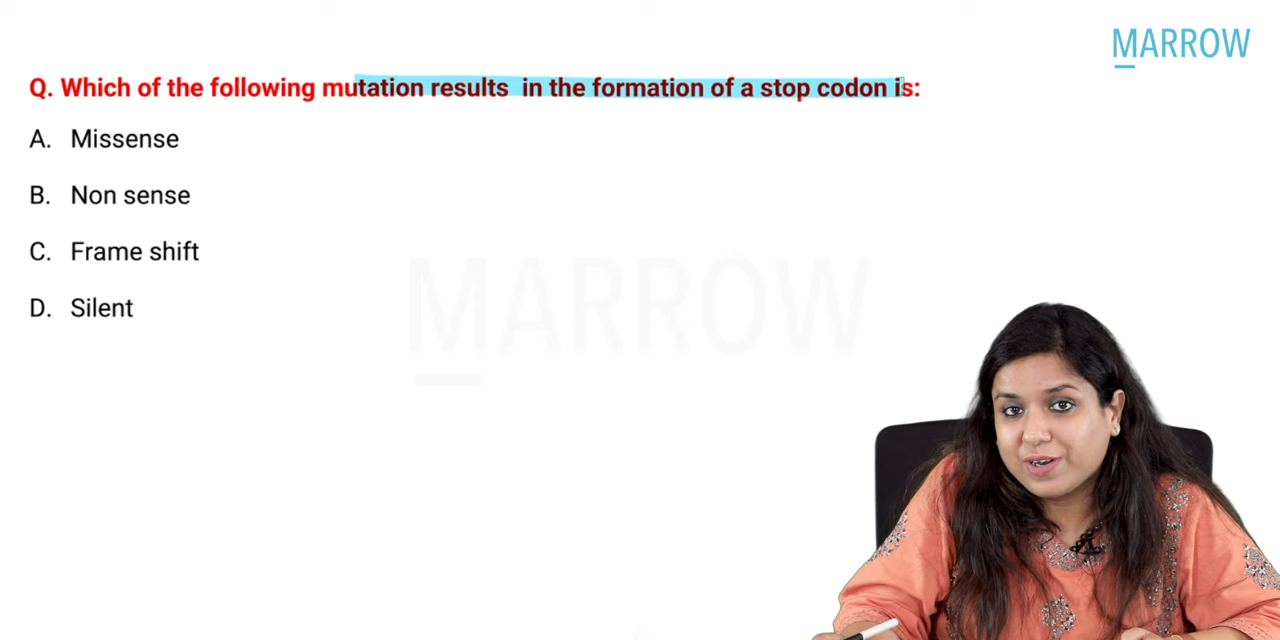 MARROW
Q. Which of the following mutation results in the formation of a stop codon is:
A. Missense
B. Non sense
C. Frame shift
D. Silent
MARROW